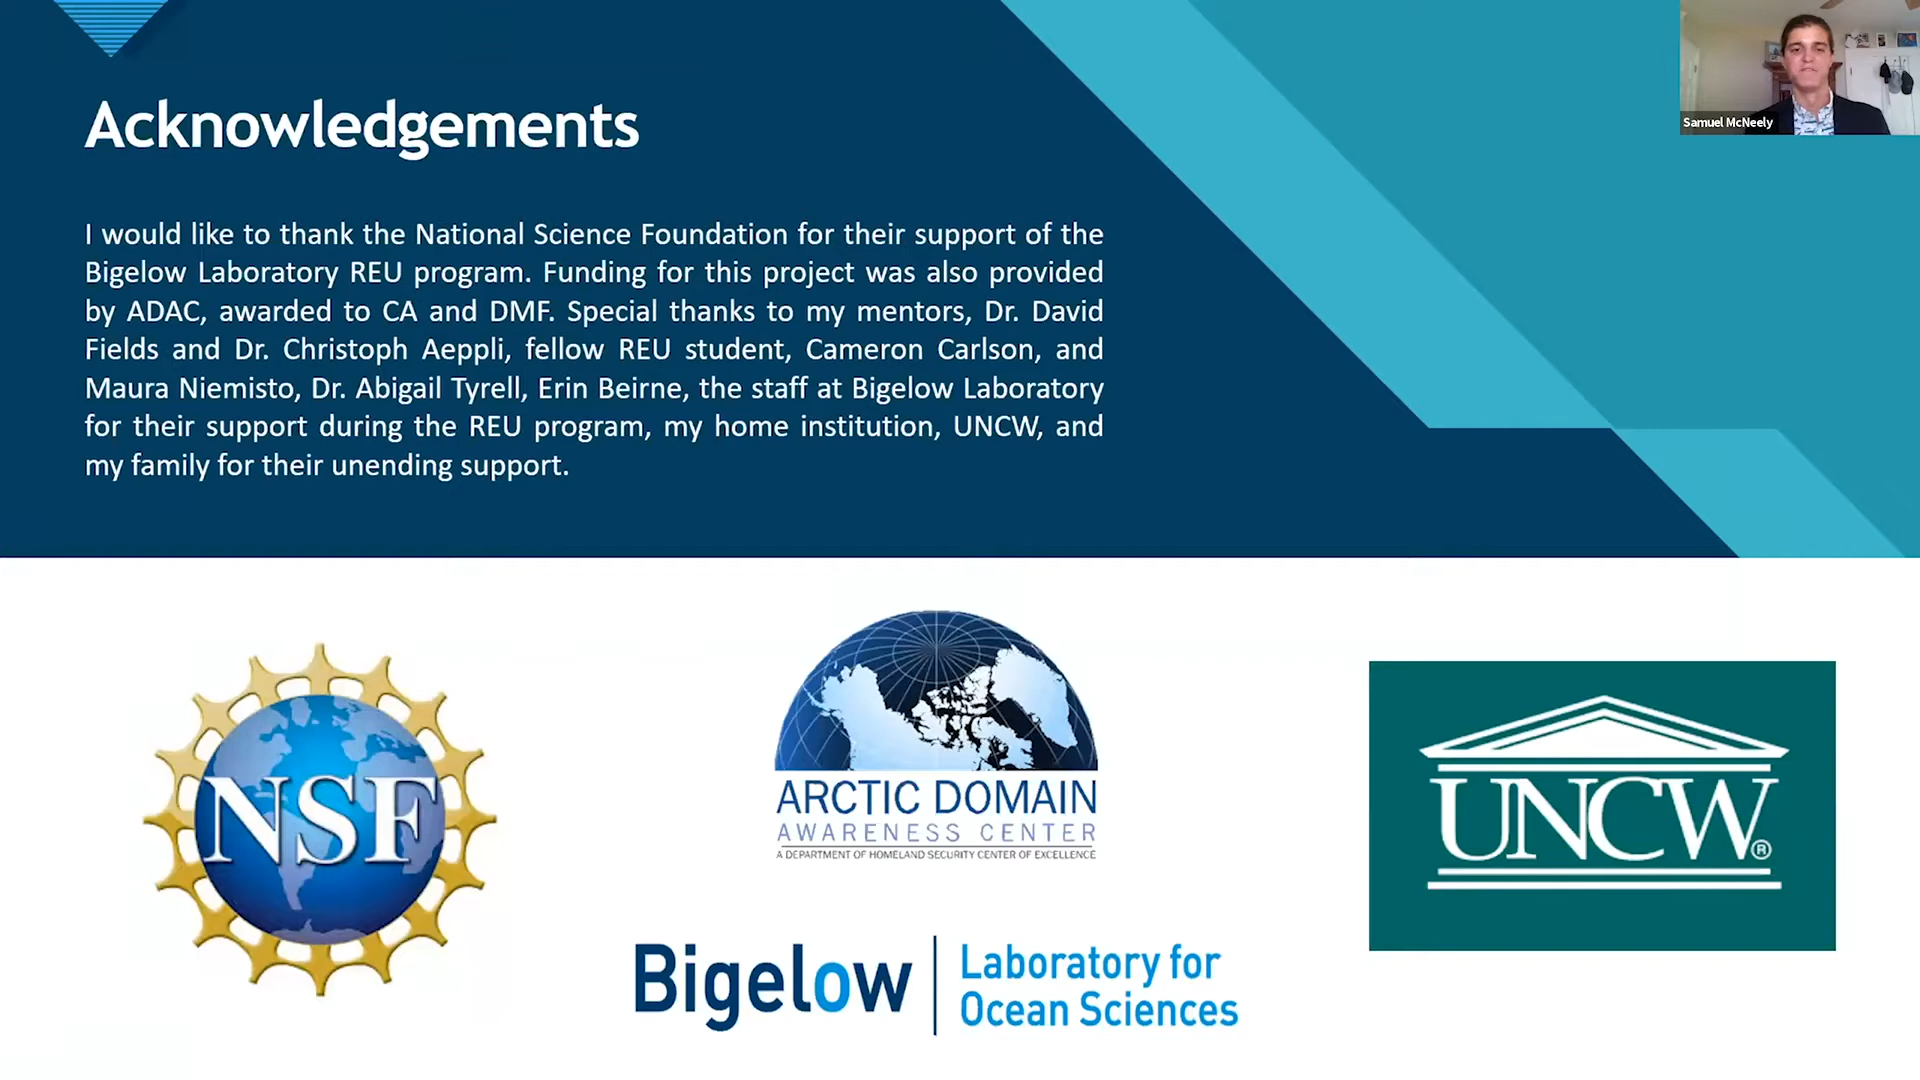 Acknowledgements
Samuel McNeely
I would like to thank the National Science Foundation for their support of the
Bigelow Laboratory REU program. Funding for this project was also provided
by ADAC, awarded to CA and DMF. Special thanks to my mentors, Dr. David
Fields and Dr. Christoph Aeppli, fellow REU student, Cameron Carlson, and
Maura Niemisto, Dr. Abigail Tyrell, Erin Beirne, the staff at Bigelow Laboratory
for their support during the REU program, my home institution, UNCW, and
my family for their unending support.
NSF
ARCTIC DOMAIN
AWARENESS CENTER
A DEPARTMENT OF HOMELAND SECURITY CENTER OF EXCELLENCE
UNCW®
Bigelow
Laboratory for
Ocean Sciences